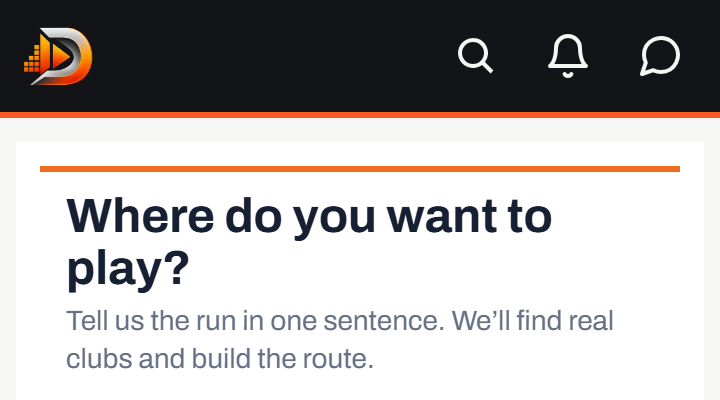 Where do you want to
play?
Tell us the run in one sentence. We’ll find real
clubs and build the route.